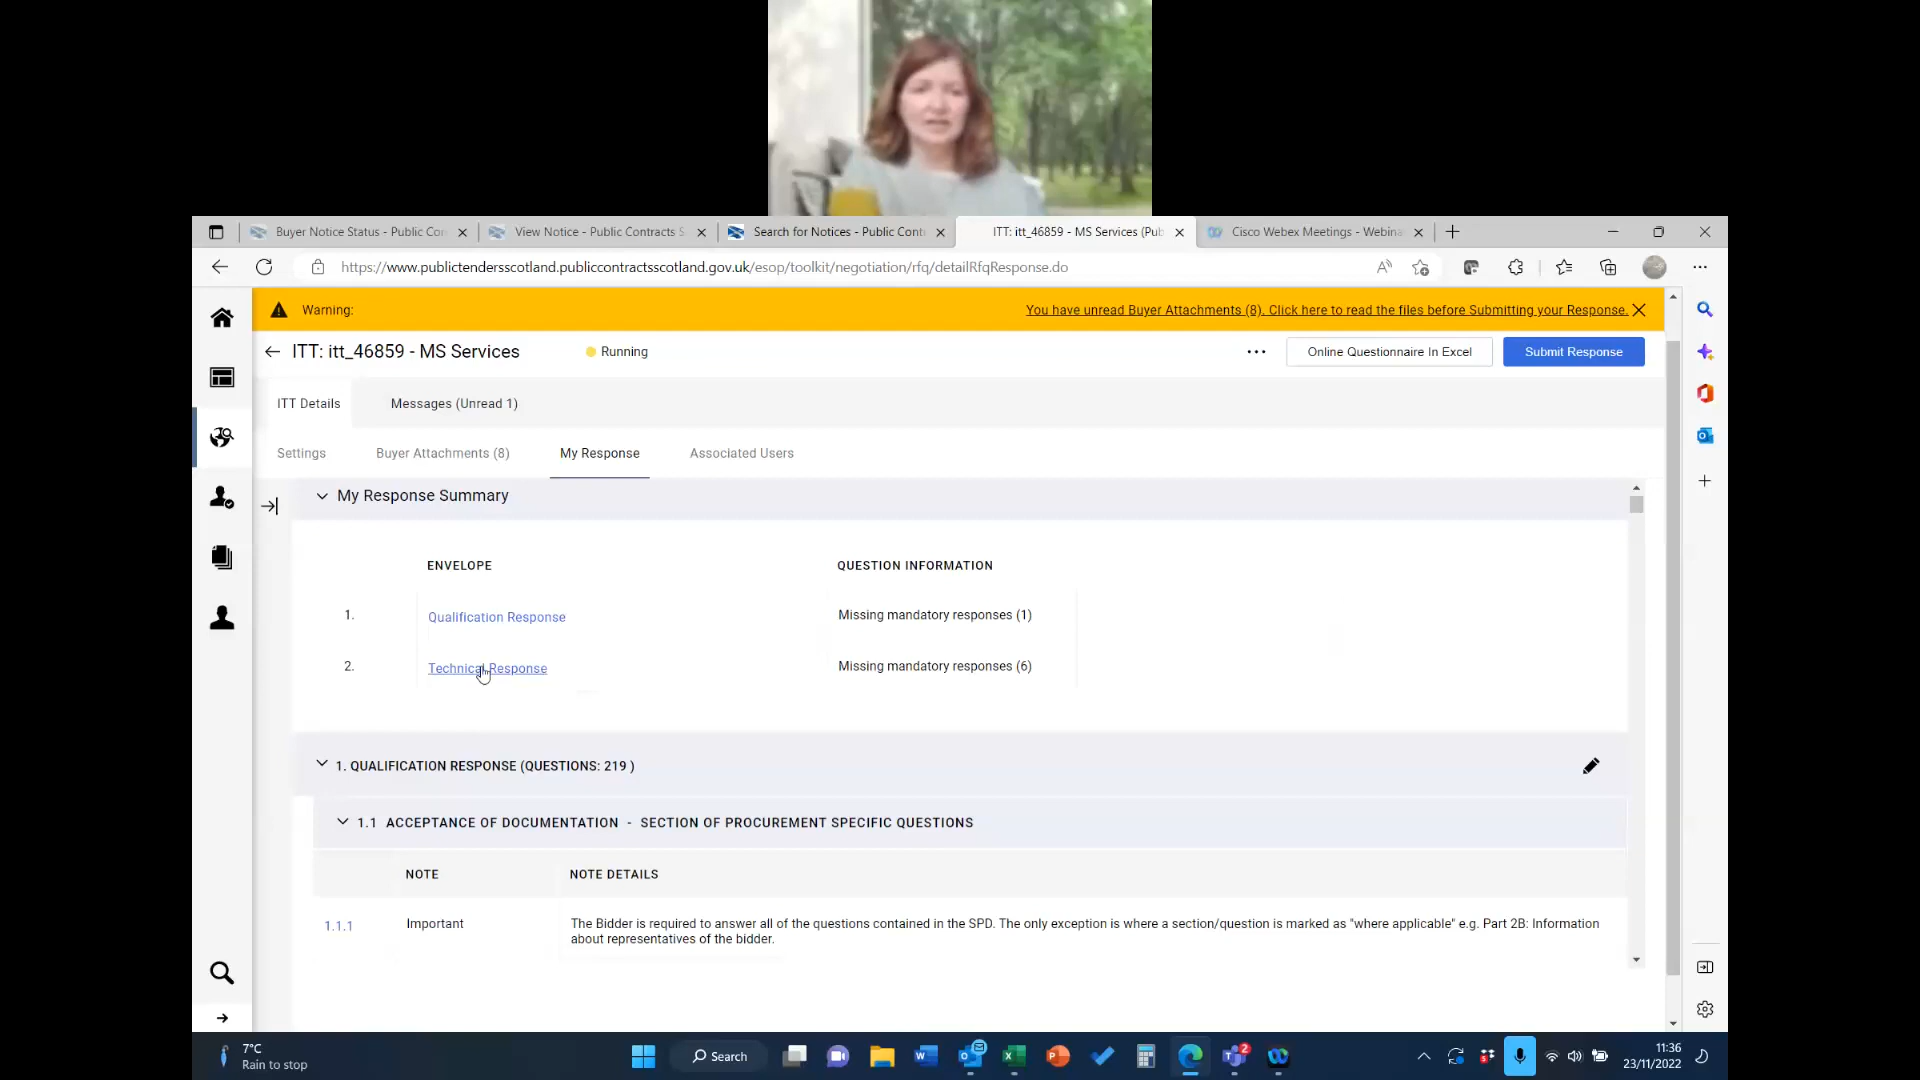 Buyer Notice Status - Public Con
View Notice - Public Contracts S
Search for Notices - Public Cont
ITT: itt_46859 - MS Services (Pub
Cisco Webex Meetings - Webina
https://www.publictendersscotland.publiccontractsscotland.gov.uk/esop/toolkit/negotiation/rfq/detailRfqResponse.do
Warning:
You have unread Buyer Attachments (8). Click here to read the files before Submitting your Response.
ITT: itt_46859 - MS Services
Running
Online Questionnaire In Excel
Submit Response
ITT Details
Messages (Unread 1)
Settings
Buyer Attachments (8)
My Response
Associated Users
My Response Summary
ENVELOPE
QUESTION INFORMATION
1.
Qualification Response
Missing mandatory responses (1)
2.
Technical Response
Missing mandatory responses (6)
1. QUALIFICATION RESPONSE (QUESTIONS: 219 )
1.1 ACCEPTANCE OF DOCUMENTATION - SECTION OF PROCUREMENT SPECIFIC QUESTIONS
NOTE
NOTE DETAILS
1.1.1
Important
The Bidder is required to answer all of the questions contained in the SPD. The only exception is where a section/question is marked as "where applicable" e.g. Part 2B: Information
about representatives of the bidder.
7°C
Rain to stop
Search
2
11:36
23/11/2022